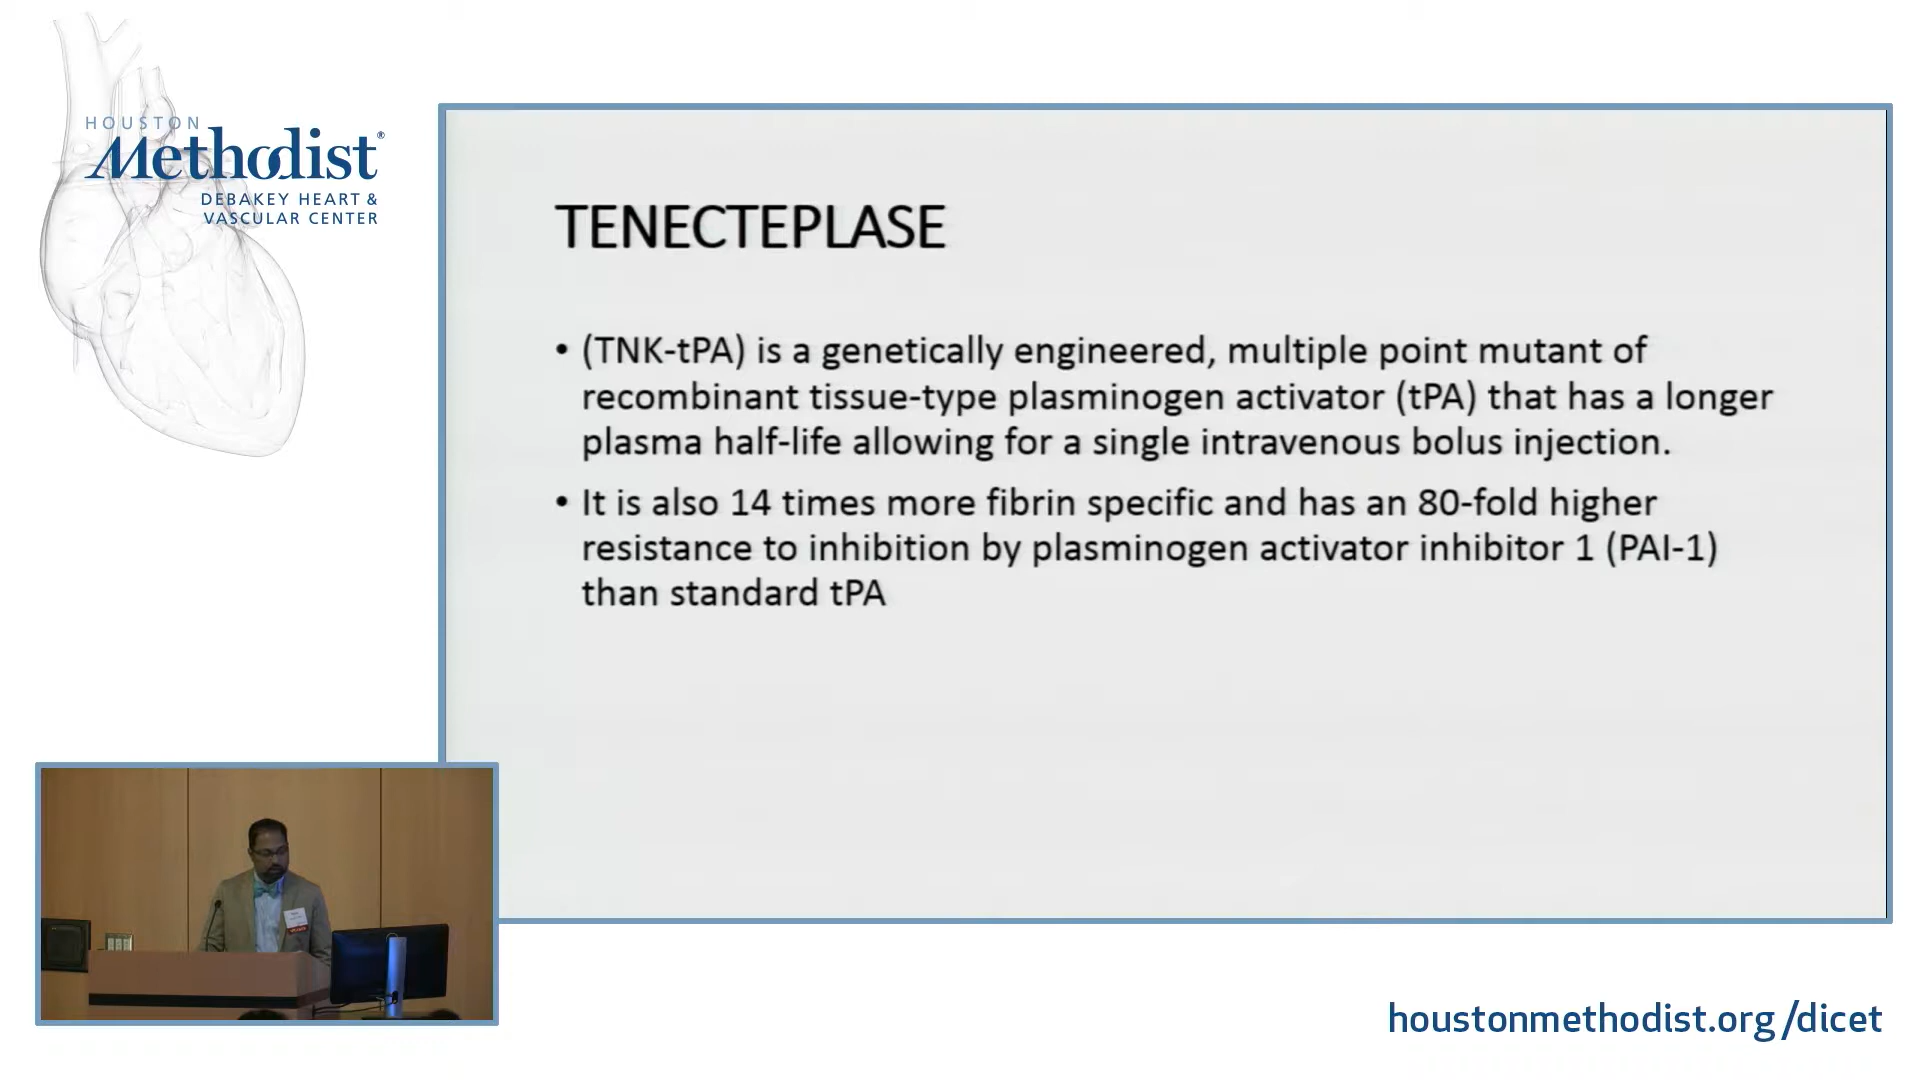 HOUSTON
Methodist®
DEBAKEY HEART &
VASCULAR CENTER
TENECTEPLASE
• (TNK-tPA) is a genetically engineered, multiple point mutant of
recombinant tissue-type plasminogen activator (tPA) that has a longer
plasma half-life allowing for a single intravenous bolus injection.
• It is also 14 times more fibrin specific and has an 80-fold higher
resistance to inhibition by plasminogen activator inhibitor 1 (PAI-1)
than standard tPA
houstonmethodist.org/dicet